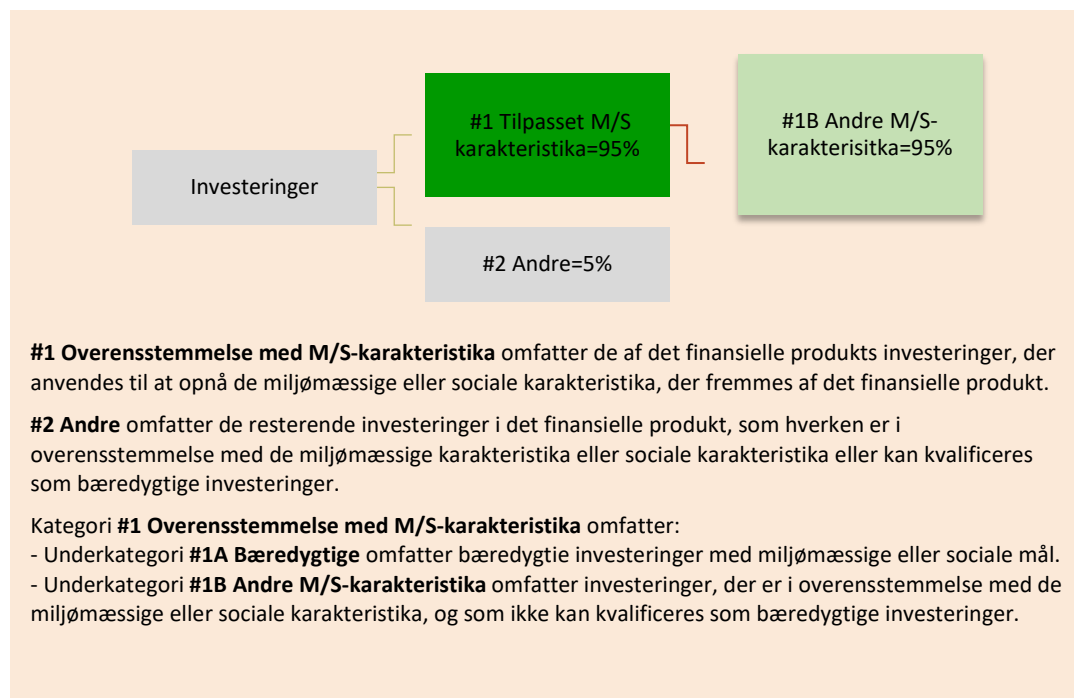 #1 Tilpasset M/S
karakteristika=95%
#1B Andre M/S-
karakterisitka=95%
Investeringer
#2 Andre=5%
#1 Overensstemmelse med M/S-karakteristika omfatter de af det finansielle produkts investeringer, der
anvendes til at opnå de miljømæssige eller sociale karakteristika, der fremmes af det finansielle produkt.
#2 Andre omfatter de resterende investeringer i det finansielle produkt, som hverken er i
overensstemmelse med de miljømæssige karakteristika eller sociale karakteristika eller kan kvalificeres
som bæredygtige investeringer.
Kategori #1 Overensstemmelse med M/S-karakteristika omfatter:
- Underkategori #1A Bæredygtige omfatter bæredygtie investeringer med miljømæssige eller sociale mål.
- Underkategori #1B Andre M/S-karakteristika omfatter investeringer, der er i overensstemmelse med de
miljømæssige eller sociale karakteristika, og som ikke kan kvalificeres som bæredygtige investeringer.